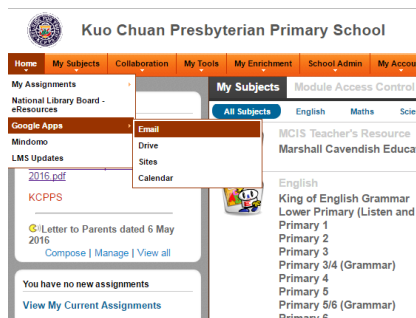 Kuo Chuan Presbyterian Primary School
Home My Subjects Collaboration My Tools My Enrichment School Admin My Accou
My Assignments
National Library Board -
eResources
Google Apps
Mindomo
LMS Updates
Email
Drive
Sites
Calendar
2016.pdf
KCPPS
Letter to Parents dated 6 May
2016
Compose | Manage | View all
You have no new assignments
View My Current Assignments
My Subjects Module Access Control
All Subjects English Maths Scie
MCIS Teacher's Resource
Marshall Cavendish Educa
English
King of English Grammar
Lower Primary (Listen and
Primary 1
Primary 2
Primary 3
Primary 3/4 (Grammar)
Primary 4
Primary 5
Primary 5/6 (Grammar)
Primary 6